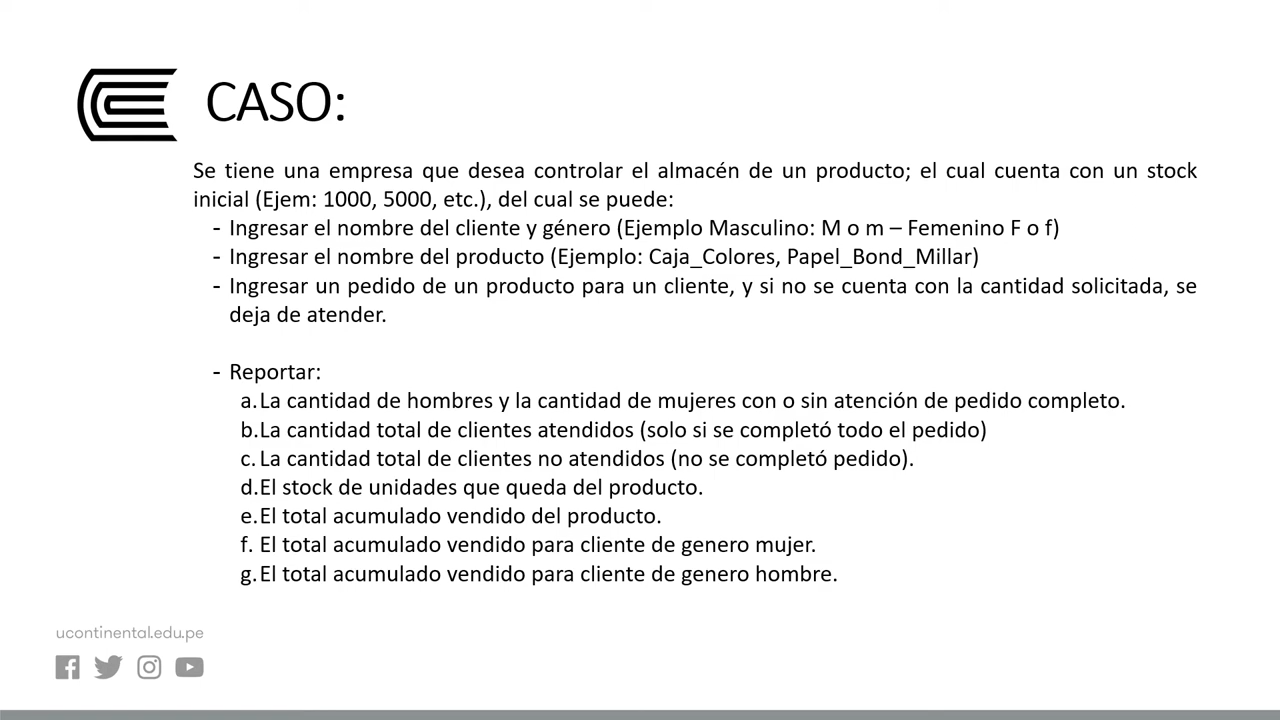 CASO:
Se tiene una empresa que desea controlar el almacén de un producto; el cual cuenta con un stock
inicial (Ejem: 1000, 5000, etc.), del cual se puede:
- Ingresar el nombre del cliente y género (Ejemplo Masculino: M o m – Femenino F o f)
- Ingresar el nombre del producto (Ejemplo: Caja_Colores, Papel_Bond_Millar)
- Ingresar un pedido de un producto para un cliente, y si no se cuenta con la cantidad solicitada, se
deja de atender.
- Reportar:
a. La cantidad de hombres y la cantidad de mujeres con o sin atención de pedido completo.
b. La cantidad total de clientes atendidos (solo si se completó todo el pedido)
c. La cantidad total de clientes no atendidos (no se completó pedido).
d. El stock de unidades que queda del producto.
e. El total acumulado vendido del producto.
f. El total acumulado vendido para cliente de genero mujer.
g. El total acumulado vendido para cliente de genero hombre.
ucontinental.edu.pe